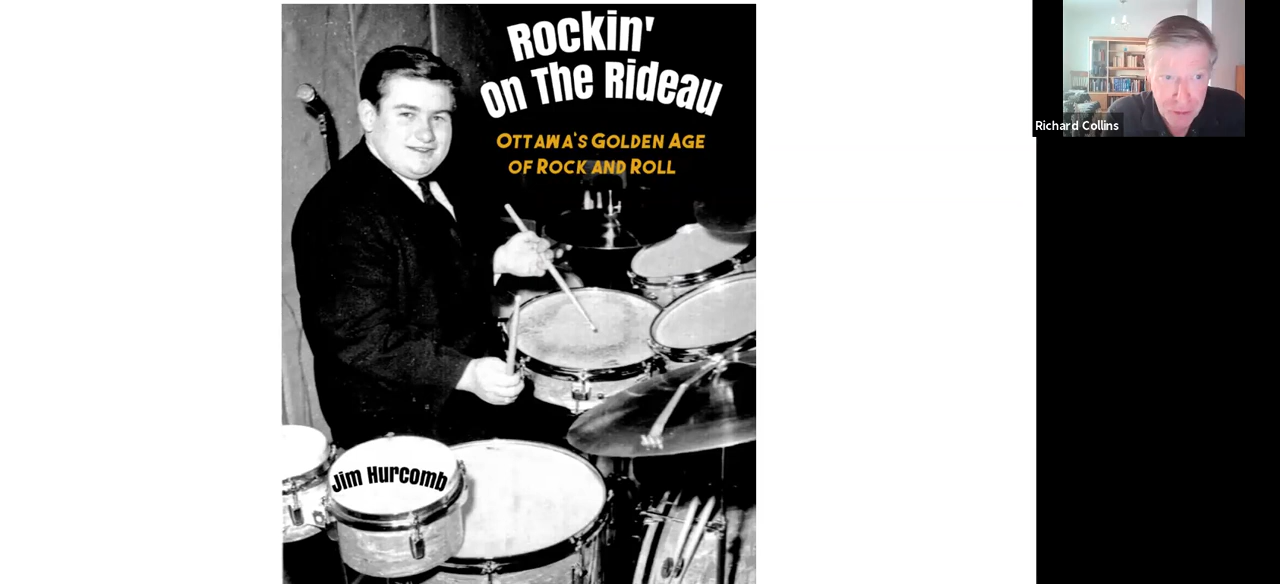 Rockin'
On The Rideau
Ottawa's Golden Age
of Rock and Roll
Jim Hurcomb
Richard Collins